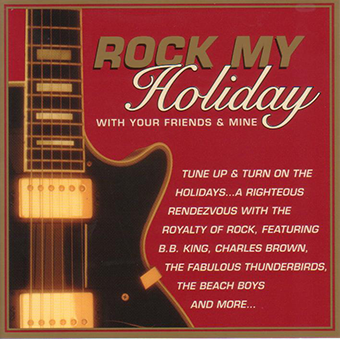 ROCK MY
Holiday
WITH YOUR FRIENDS & MINE
TUNE UP & TURN ON THE
HOLIDAYS...A RIGHTEOUS
RENDEZVOUS WITH THE
ROYALTY OF ROCK, FEATURING
B.B. KING, CHARLES BROWN,
THE FABULOUS THUNDERBIRDS,
THE BEACH BOYS
AND MORE...